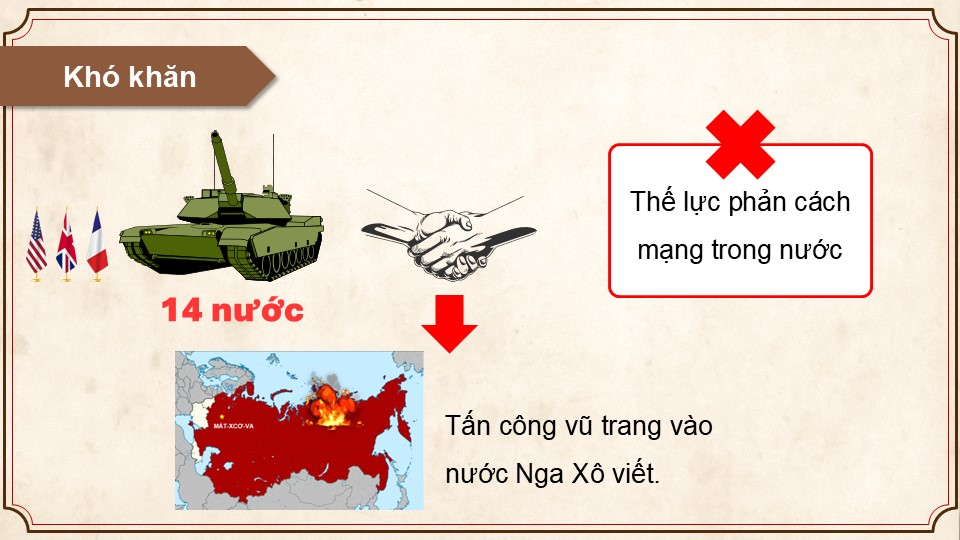 Khó khăn
Thế lực phản cách
mạng trong nước
14 nước
MÁT-XCƠ-VA
Tấn công vũ trang vào
nước Nga Xô viết.